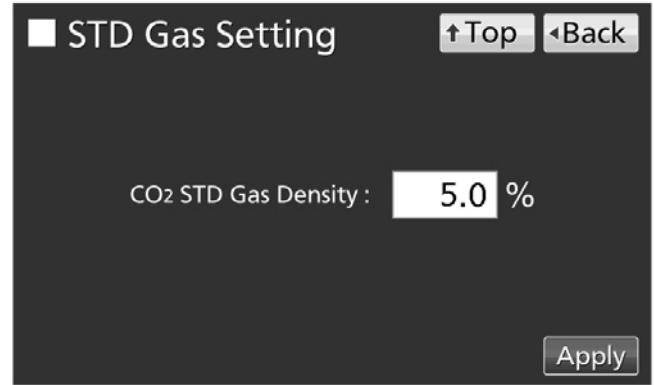 STD Gas Setting
↑Top
◂Back
CO2 STD Gas Density : 5.0 %
Apply